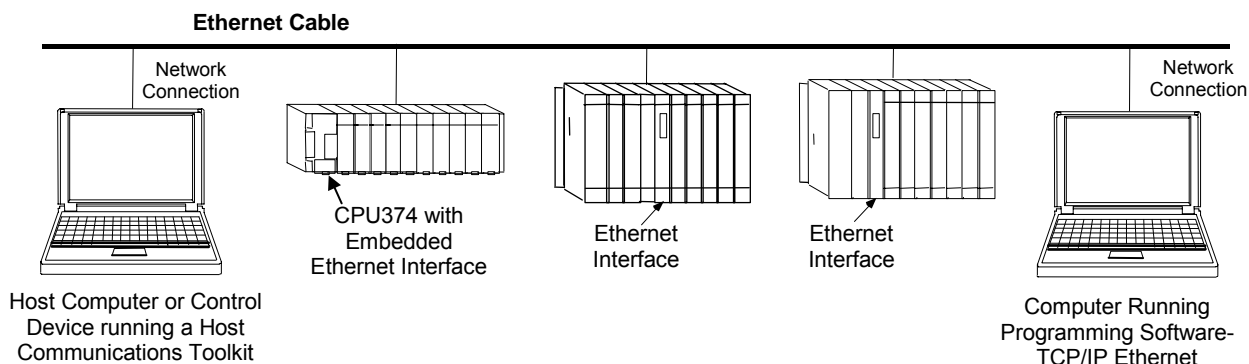 Ethernet Cable
Network
Connection
Network
Connection
CPU374 with
Embedded
Ethernet Interface
Ethernet
Interface
Ethernet
Interface
Host Computer or Control
Device running a Host
Communications Toolkit
Computer Running
Programming Software-
TCP/IP Ethernet